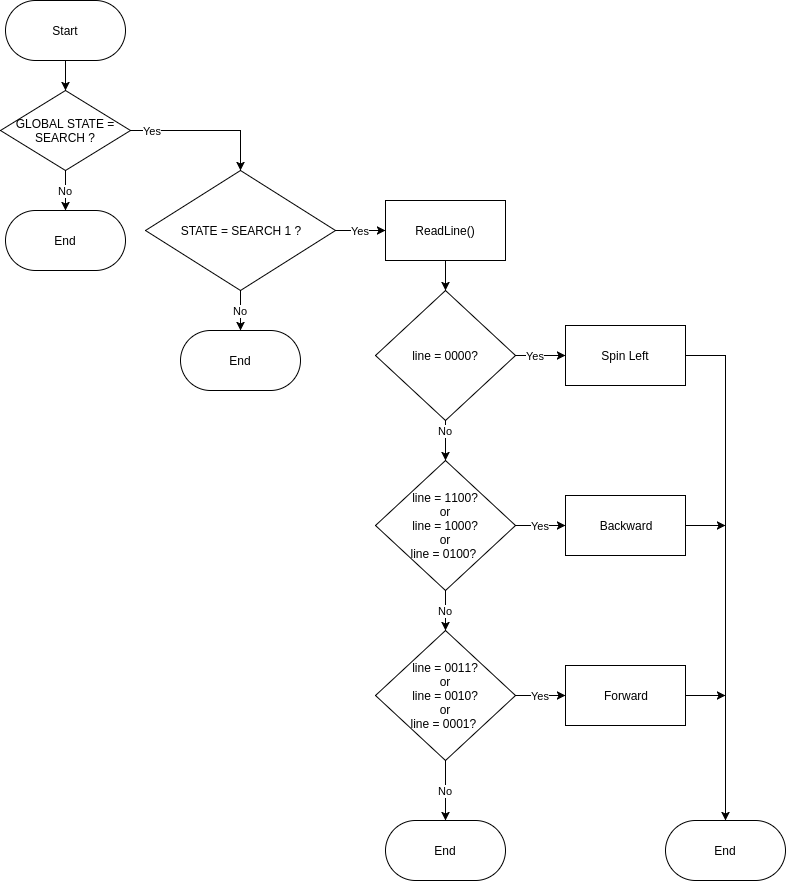 Start
GLOBAL STATE =
SEARCH ?
Yes
No
End
STATE = SEARCH 1 ?
Yes
No
End
ReadLine()
line = 0000?
Yes
Spin Left
No
line = 1100?
or
line = 1000?
or
line = 0100?
Yes
Backward
No
line = 0011?
or
line = 0010?
or
line = 0001?
Yes
Forward
No
End
End